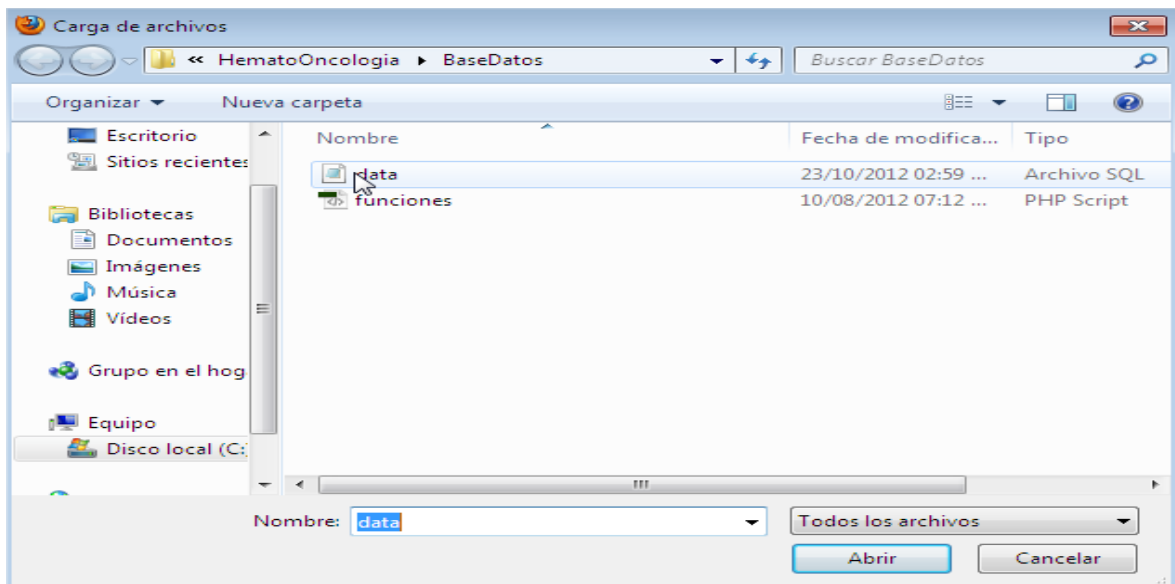 Carga de archivos
« HematoOncologia ▸ BaseDatos
Buscar BaseDatos
Organizar
Nueva carpeta
Escritorio
Sitios recientes
Bibliotecas
Documentos
Imágenes
Música
Vídeos
Grupo en el hog
Equipo
Disco local (C:
Nombre Fecha de modifica... Tipo
data 23/10/2012 02:59 ... Archivo SQL
funciones 10/08/2012 07:12 ... PHP Script
Nombre: data
Todos los archivos
Abrir Cancelar